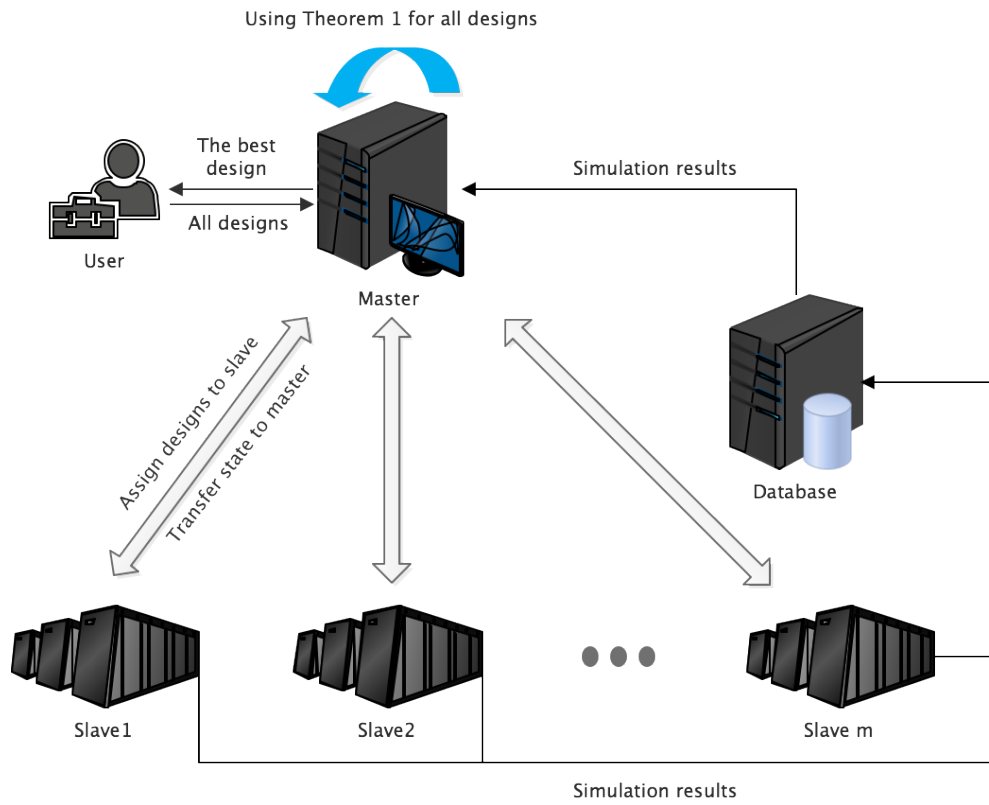 Using Theorem 1 for all designs
The best
design
All designs
User
Master
Simulation results
Assign designs to slave
Transfer state to master
Database
Slave1
Slave2
Slave m
Simulation results